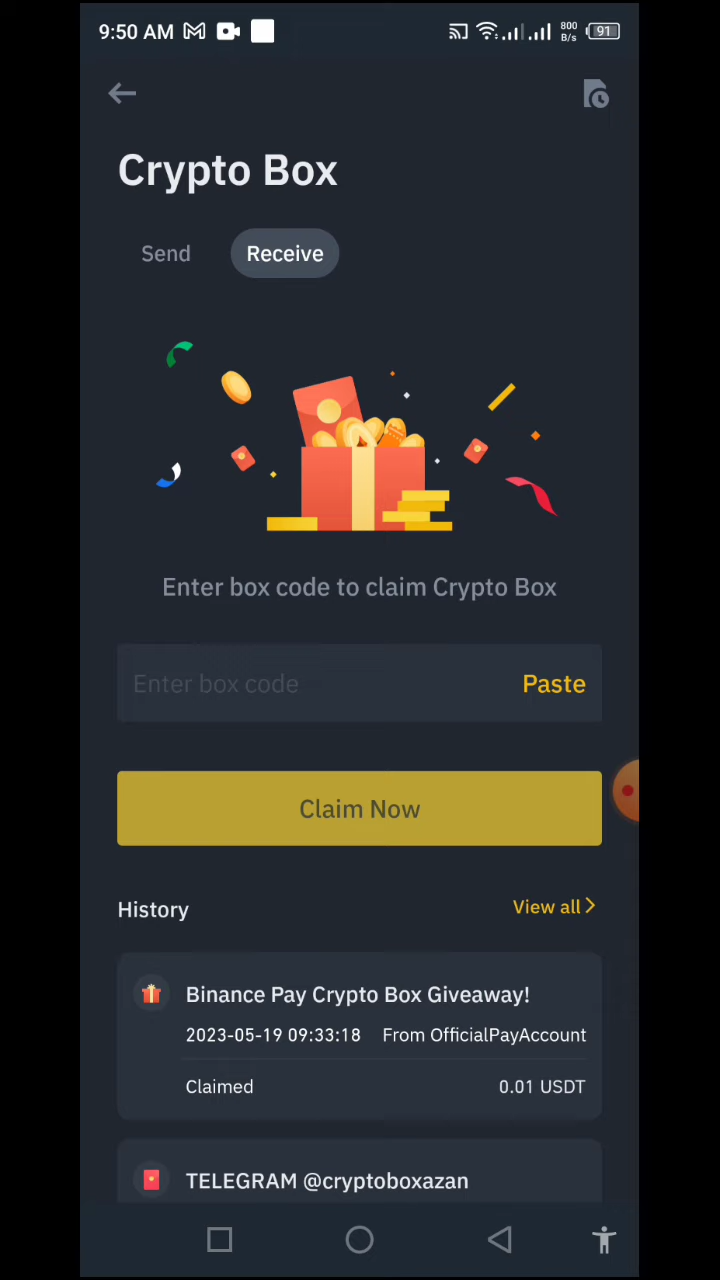 9:50 AM
800
B/s
91
Crypto Box
Send Receive
Enter box code to claim Crypto Box
Enter box code Paste
Claim Now
History View all
Binance Pay Crypto Box Giveaway!
2023-05-19 09:33:18 From OfficialPayAccount
Claimed 0.01 USDT
TELEGRAM @cryptoboxazan